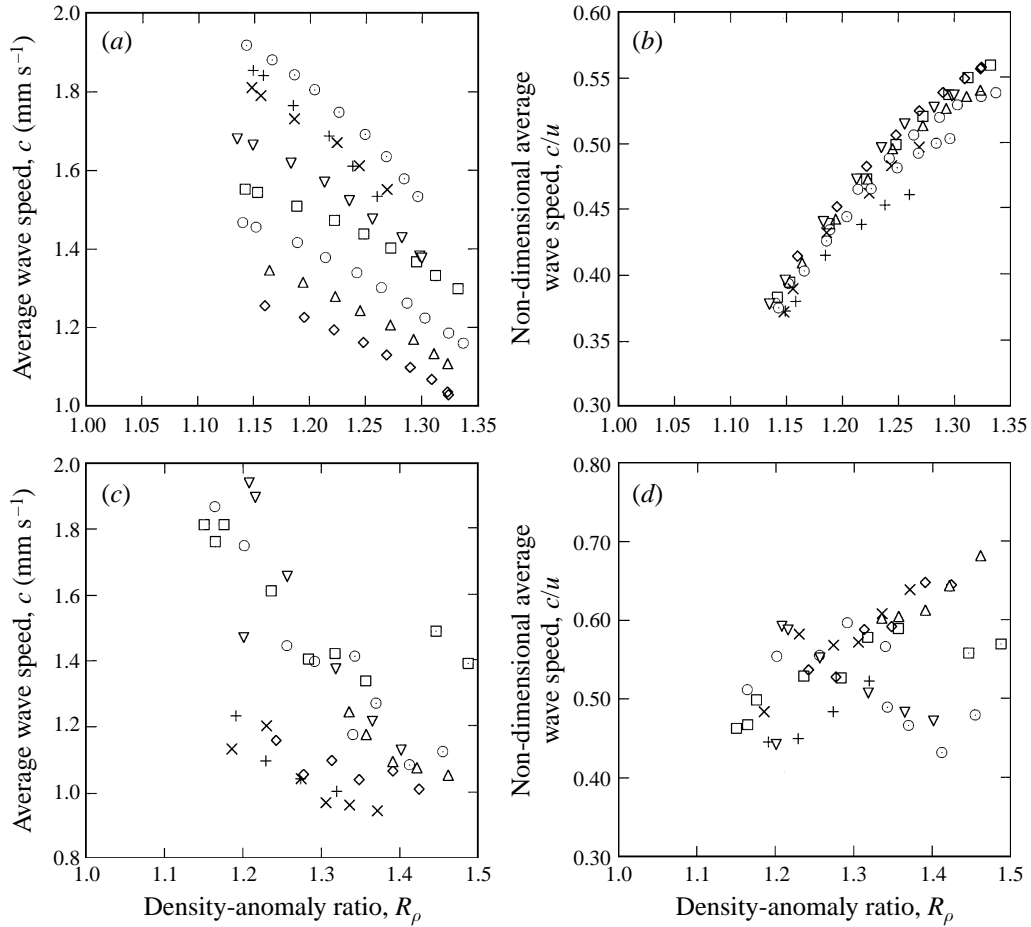 (a)
2.0
1.8
1.6
1.4
1.2
1.0
Average wave speed, c (mm s⁻¹)
1.00 1.05 1.10 1.15 1.20 1.25 1.30 1.35
(b)
0.60
0.55
0.50
0.45
0.40
0.35
0.30
Non-dimensional average
wave speed, c/u
1.00 1.05 1.10 1.15 1.20 1.25 1.30 1.35
(c)
2.0
1.8
1.6
1.4
1.2
1.0
0.8
Average wave speed, c (mm s⁻¹)
1.0 1.1 1.2 1.3 1.4 1.5
Density-anomaly ratio, Rρ
(d)
0.80
0.70
0.60
0.50
0.40
0.30
Non-dimensional average
wave speed, c/u
1.0 1.1 1.2 1.3 1.4 1.5
Density-anomaly ratio, Rρ